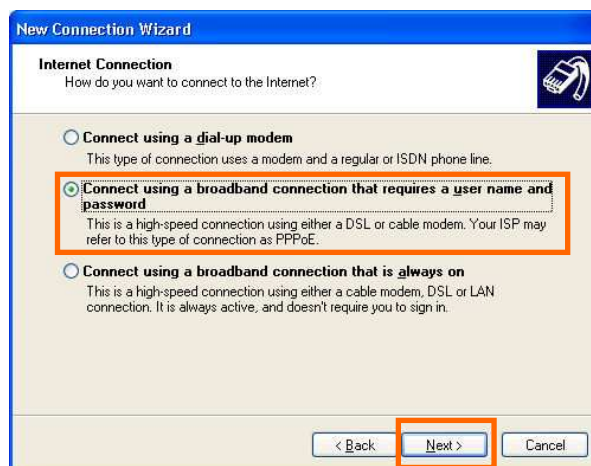 New Connection Wizard
Internet Connection
How do you want to connect to the Internet?
Connect using a dial-up modem
This type of connection uses a modem and a regular or ISDN phone line.
Connect using a broadband connection that requires a user name and
password
This is a high-speed connection using either a DSL or cable modem. Your ISP may
refer to this type of connection as PPPoE.
Connect using a broadband connection that is always on
This is a high-speed connection using either a cable modem, DSL or LAN
connection. It is always active, and doesn't require you to sign in.
< Back Next > Cancel